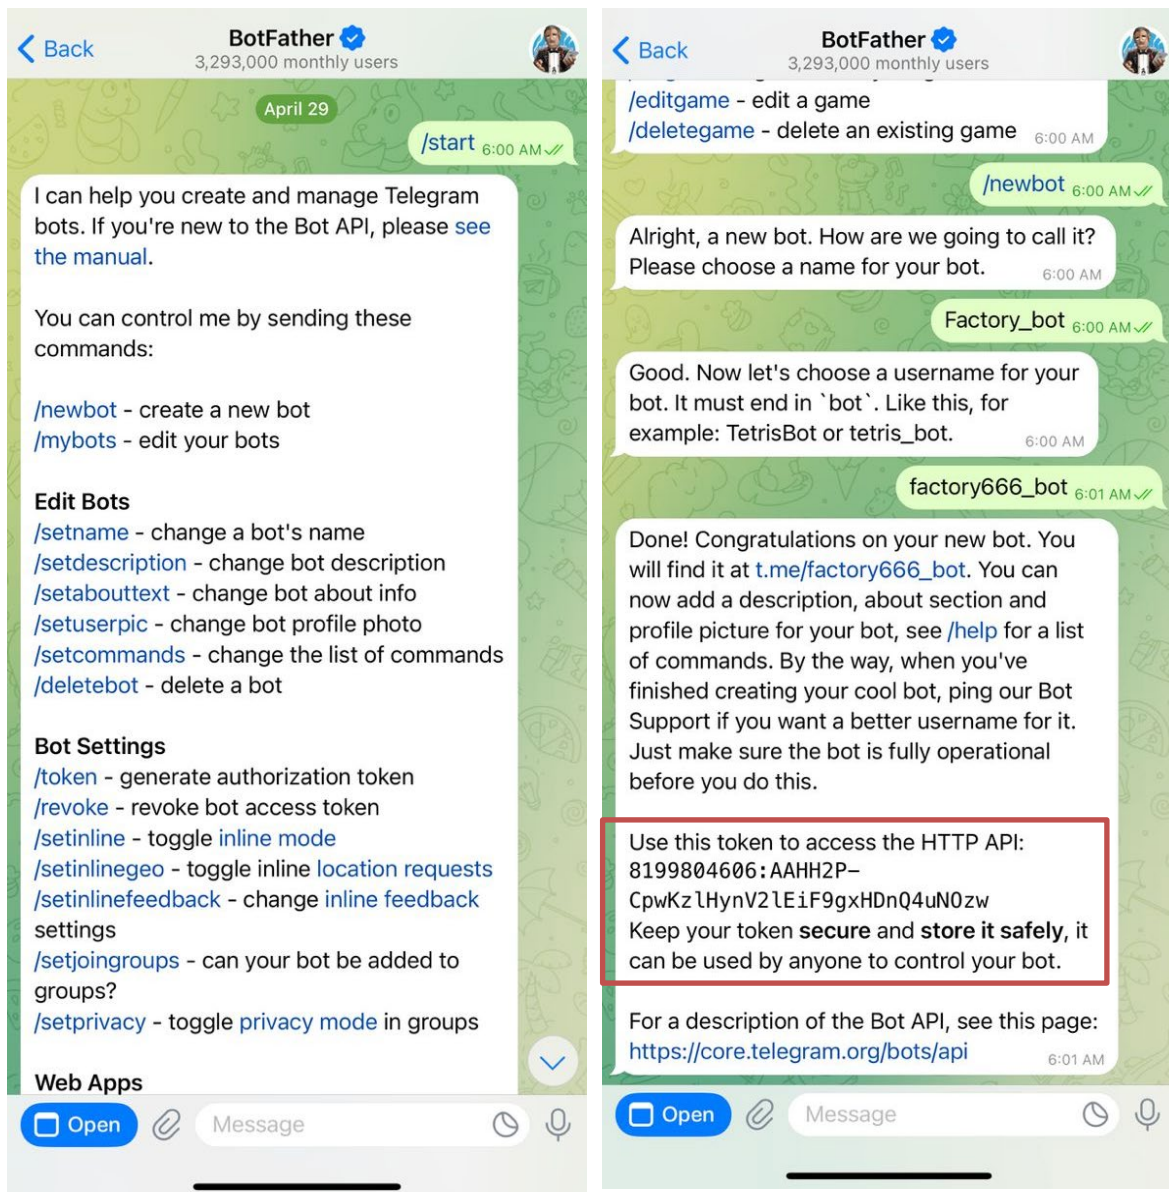 Back
BotFather
3,293,000 monthly users
April 29
/start 6:00 AM
I can help you create and manage Telegram
bots. If you're new to the Bot API, please see
the manual.
You can control me by sending these
commands:
/newbot - create a new bot
/mybots - edit your bots
Edit Bots
/setname - change a bot's name
/setdescription - change bot description
/setabouttext - change bot about info
/setuserpic - change bot profile photo
/setcommands - change the list of commands
/deletebot - delete a bot
Bot Settings
/token - generate authorization token
/revoke - revoke bot access token
/setinline - toggle inline mode
/setinlinegeo - toggle inline location requests
/setinlinefeedback - change inline feedback
settings
/setjoingroups - can your bot be added to
groups?
/setprivacy - toggle privacy mode in groups
Web Apps
Open
Message
Back
BotFather
3,293,000 monthly users
/editgame - edit a game
/deletegame - delete an existing game 6:00 AM
/newbot 6:00 AM
Alright, a new bot. How are we going to call it?
Please choose a name for your bot. 6:00 AM
Factory_bot 6:00 AM
Good. Now let's choose a username for your
bot. It must end in `bot`. Like this, for
example: TetrisBot or tetris_bot. 6:00 AM
factory666_bot 6:01 AM
Done! Congratulations on your new bot. You
will find it at t.me/factory666_bot. You can
now add a description, about section and
profile picture for your bot, see /help for a list
of commands. By the way, when you've
finished creating your cool bot, ping our Bot
Support if you want a better username for it.
Just make sure the bot is fully operational
before you do this.
Use this token to access the HTTP API:
8199804606:AAHH2P-
CpwKzlHynV2lEiF9gxHDnQ4uNOzw
Keep your token secure and store it safely, it
can be used by anyone to control your bot.
For a description of the Bot API, see this page:
https://core.telegram.org/bots/api 6:01 AM
Open
Message